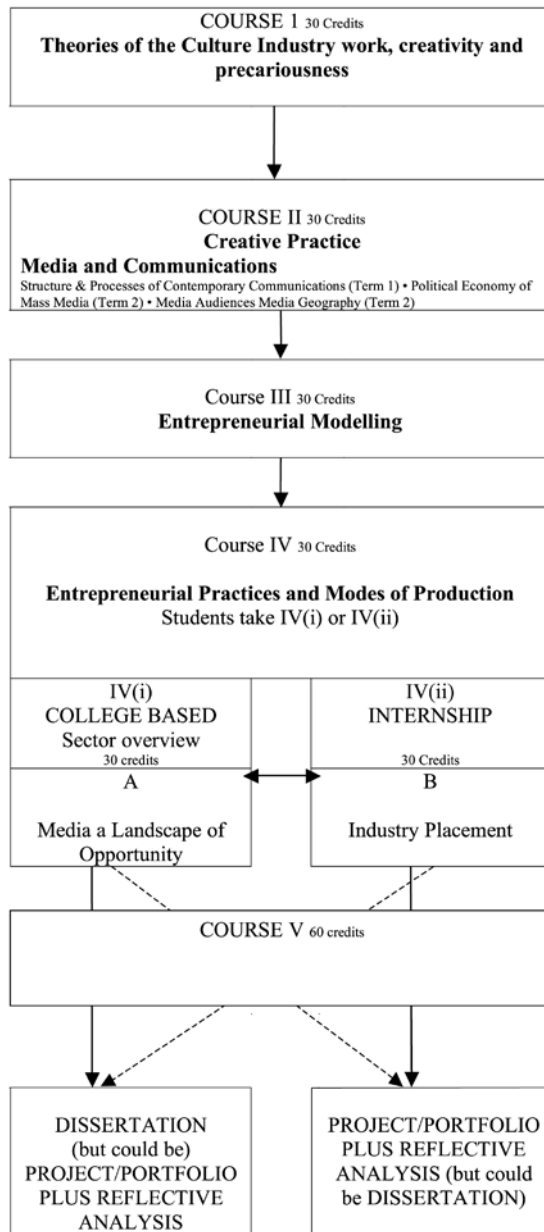 COURSE 1 30 Credits
Theories of the Culture Industry work, creativity and
precariousness
COURSE II 30 Credits
Creative Practice
Media and Communications
Structure & Processes of Contemporary Communications (Term 1) • Political Economy of
Mass Media (Term 2) • Media Audiences Media Geography (Term 2)
Course III 30 Credits
Entrepreneurial Modelling
Course IV 30 Credits
Entrepreneurial Practices and Modes of Production
Students take IV(i) or IV(ii)
IV(i)
COLLEGE BASED
Sector overview
30 credits
A
Media a Landscape of
Opportunity
IV(ii)
INTERNSHIP
30 Credits
B
Industry Placement
COURSE V 60 credits
DISSERTATION
(but could be)
PROJECT/PORTFOLIO
PLUS REFLECTIVE
ANALYSIS
PROJECT/PORTFOLIO
PLUS REFLECTIVE
ANALYSIS (but could
be DISSERTATION)